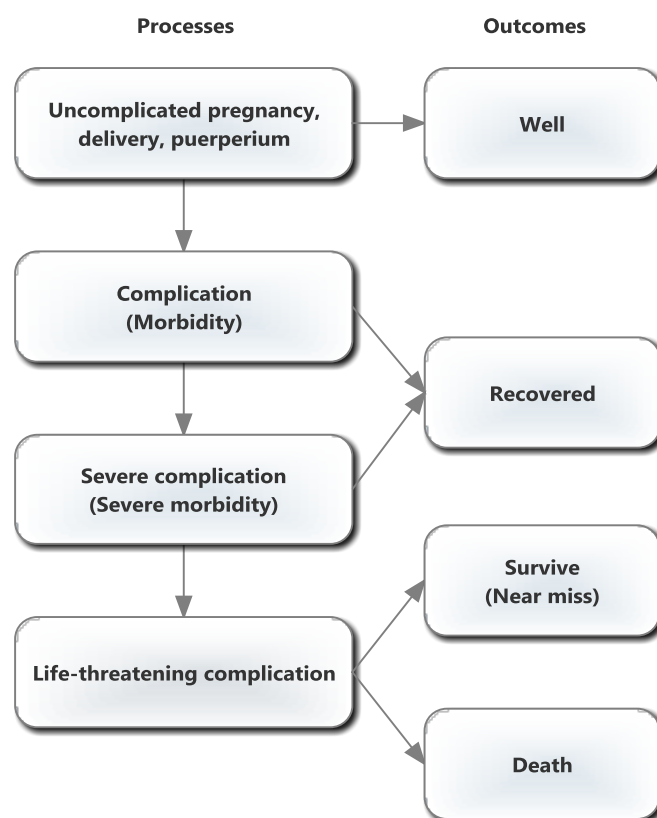 Processes
Outcomes
Uncomplicated pregnancy,
delivery, puerperium
Well
Complication
(Morbidity)
Recovered
Severe complication
(Severe morbidity)
Survive
(Near miss)
Life-threatening complication
Death